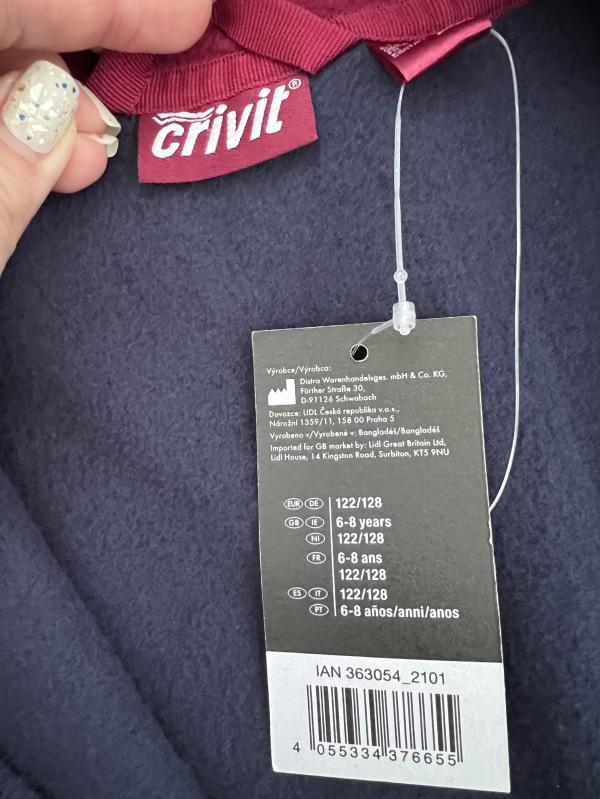 crivit®
Výrobce/Výrobca:
Distra Warenhandelsges. mbH & Co. KG,
Fürther Straße 30,
D-91126 Schwabach
Dovozce: LIDL Česká republika v.o.s.,
Nárožní 1359/11, 158 00 Praha 5
Vyrobeno v/Vyrobené v: Bangladéš/Bangladéš
Imported for GB market by: Lidl Great Britain Ltd,
Lidl House, 14 Kingston Road, Surbiton, KT5 9NU
EUR DE 122/128
GB IE 6-8 years
NI 122/128
FR 6-8 ans
122/128
ES IT 122/128
PT 6-8 años/anni/anos
IAN 363054_2101
4 055334 376655